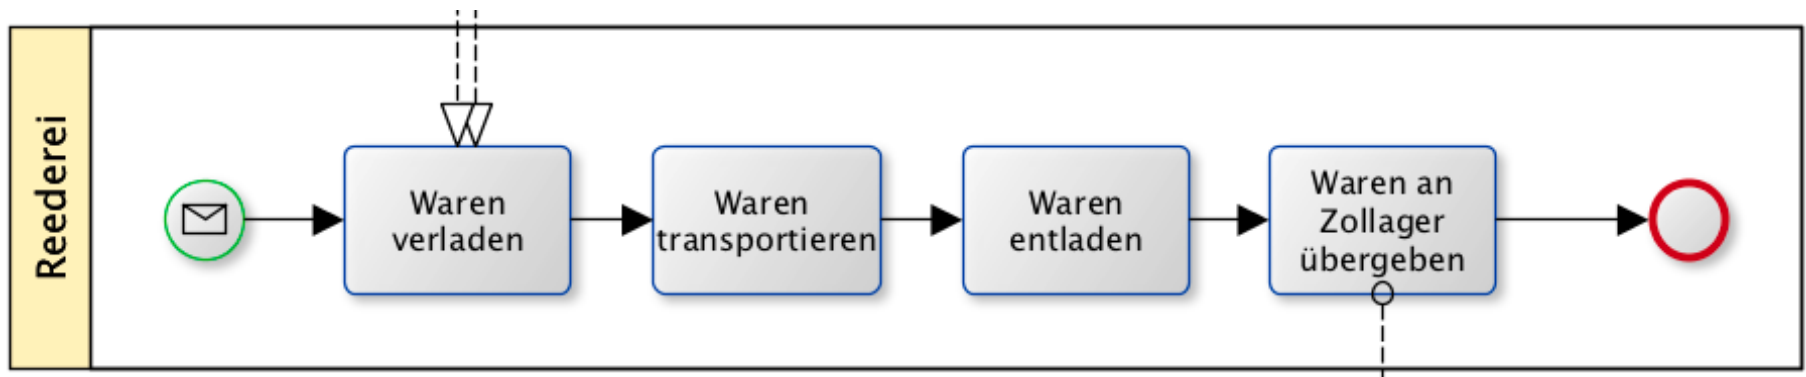 Reederei
Waren
verladen
Waren
transportieren
Waren
entladen
Waren an
Zollager
übergeben